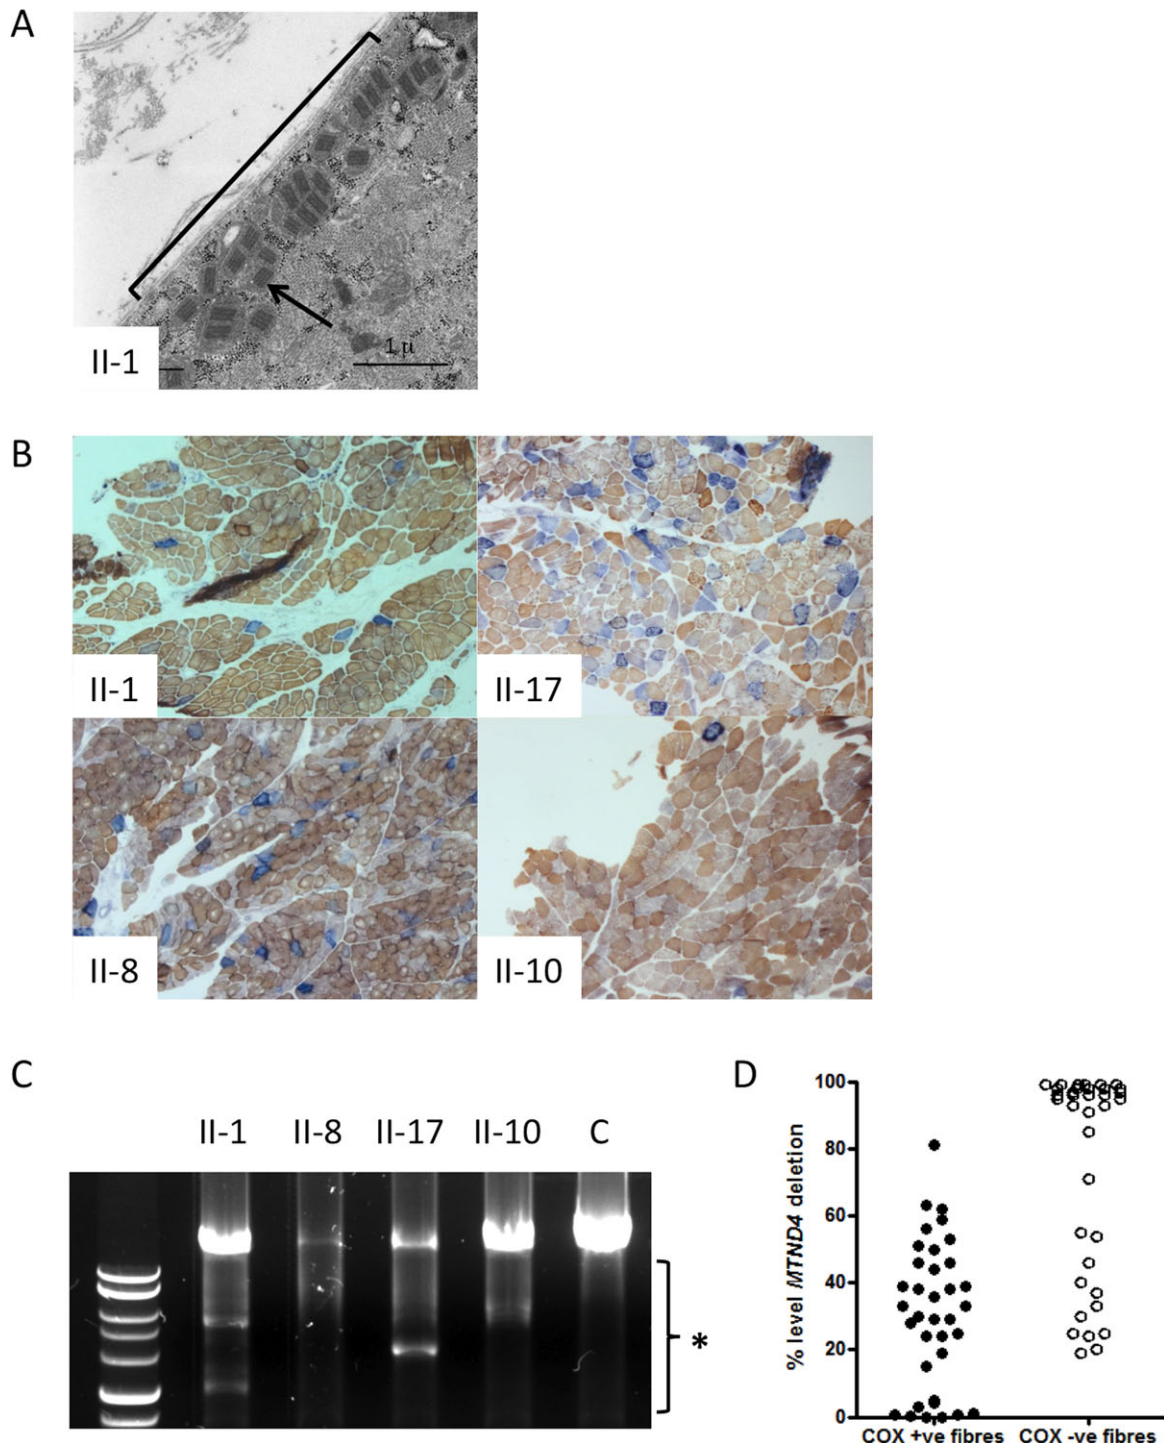 A
1 μ
II-1
B
II-1
II-17
II-8
II-10
C
II-1 II-8 II-17 II-10 C
*
D
100
80
60
40
20
0
% level MTND4 deletion
COX +ve fibres COX -ve fibres